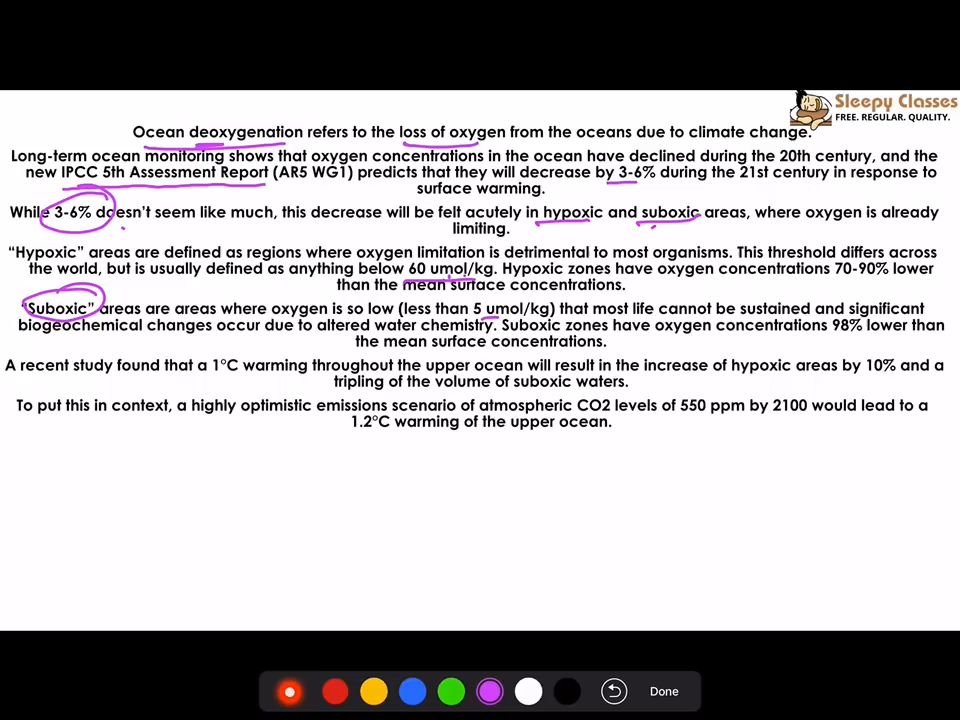 Sleepy Classes
FREE. REGULAR. QUALITY.
Ocean deoxygenation refers to the loss of oxygen from the oceans due to climate change.
Long-term ocean monitoring shows that oxygen concentrations in the ocean have declined during the 20th century, and the
new IPCC 5th Assessment Report (AR5 WG1) predicts that they will decrease by 3-6% during the 21st century in response to
surface warming.
While 3-6% doesn’t seem like much, this decrease will be felt acutely in hypoxic and suboxic areas, where oxygen is already
limiting.
“Hypoxic” areas are defined as regions where oxygen limitation is detrimental to most organisms. This threshold differs across
the world, but is usually defined as anything below 60 umol/kg. Hypoxic zones have oxygen concentrations 70-90% lower
than the mean surface concentrations.
“Suboxic” areas are areas where oxygen is so low (less than 5 umol/kg) that most life cannot be sustained and significant
biogeochemical changes occur due to altered water chemistry. Suboxic zones have oxygen concentrations 98% lower than
the mean surface concentrations.
A recent study found that a 1°C warming throughout the upper ocean will result in the increase of hypoxic areas by 10% and a
tripling of the volume of suboxic waters.
To put this in context, a highly optimistic emissions scenario of atmospheric CO2 levels of 550 ppm by 2100 would lead to a
1.2°C warming of the upper ocean.
Done